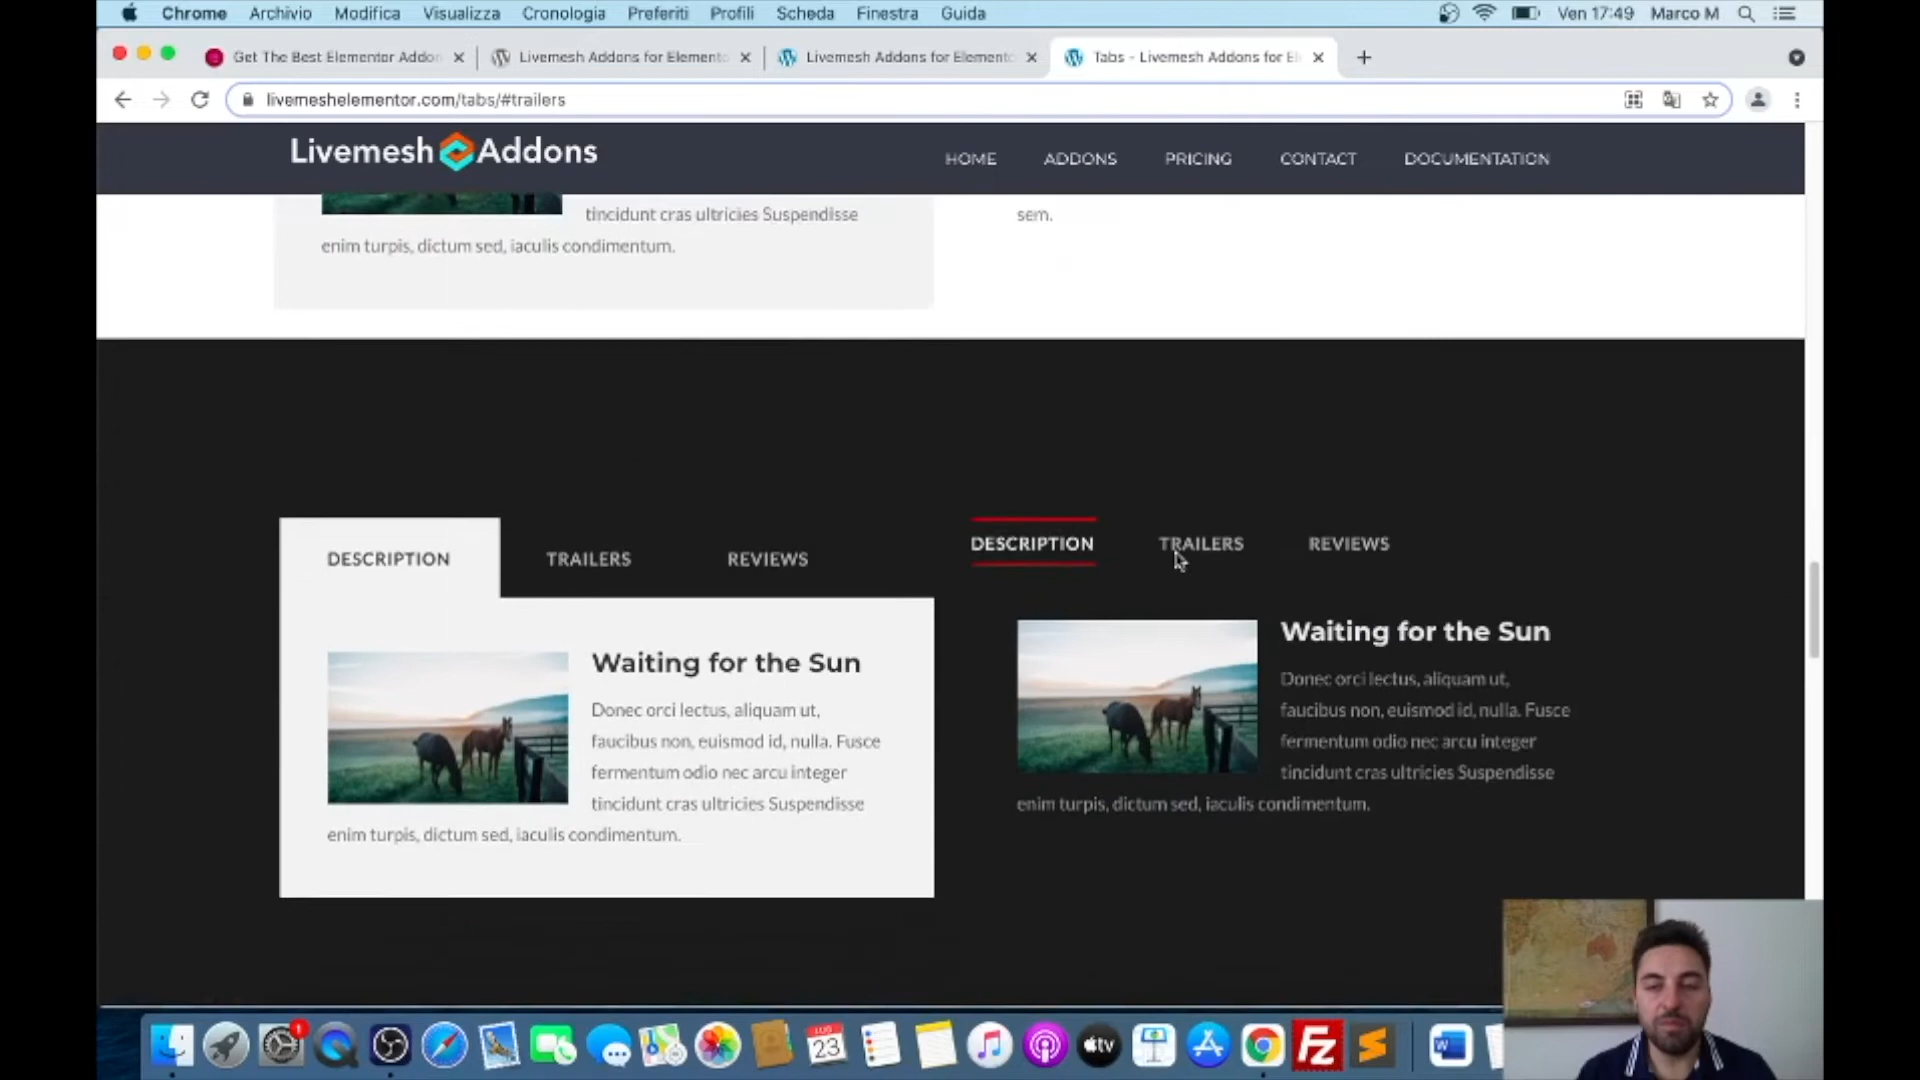 Chrome Archivio Modifica Visualizza Cronologia Preferiti Profili Scheda Finestra Guida Ven 17:49 Marco M
Get The Best Elementor Addon Livemesh Addons for Elemento Livemesh Addons for Elemento Tabs - Livemesh Addons for El
livemeshelementor.com/tabs/#trailers
Livemesh Addons HOME ADDONS PRICING CONTACT DOCUMENTATION
tincidunt cras ultricies Suspendisse
enim turpis, dictum sed, iaculis condimentum.
sem.
DESCRIPTION TRAILERS REVIEWS
Waiting for the Sun
Donec orci lectus, aliquam ut,
faucibus non, euismod id, nulla. Fusce
fermentum odio nec arcu integer
tincidunt cras ultricies Suspendisse
enim turpis, dictum sed, iaculis condimentum.
DESCRIPTION TRAILERS REVIEWS
Waiting for the Sun
Donec orci lectus, aliquam ut,
faucibus non, euismod id, nulla. Fusce
fermentum odio nec arcu integer
tincidunt cras ultricies Suspendisse
enim turpis, dictum sed, iaculis condimentum.
1
LUG
23
tv
Fz
W